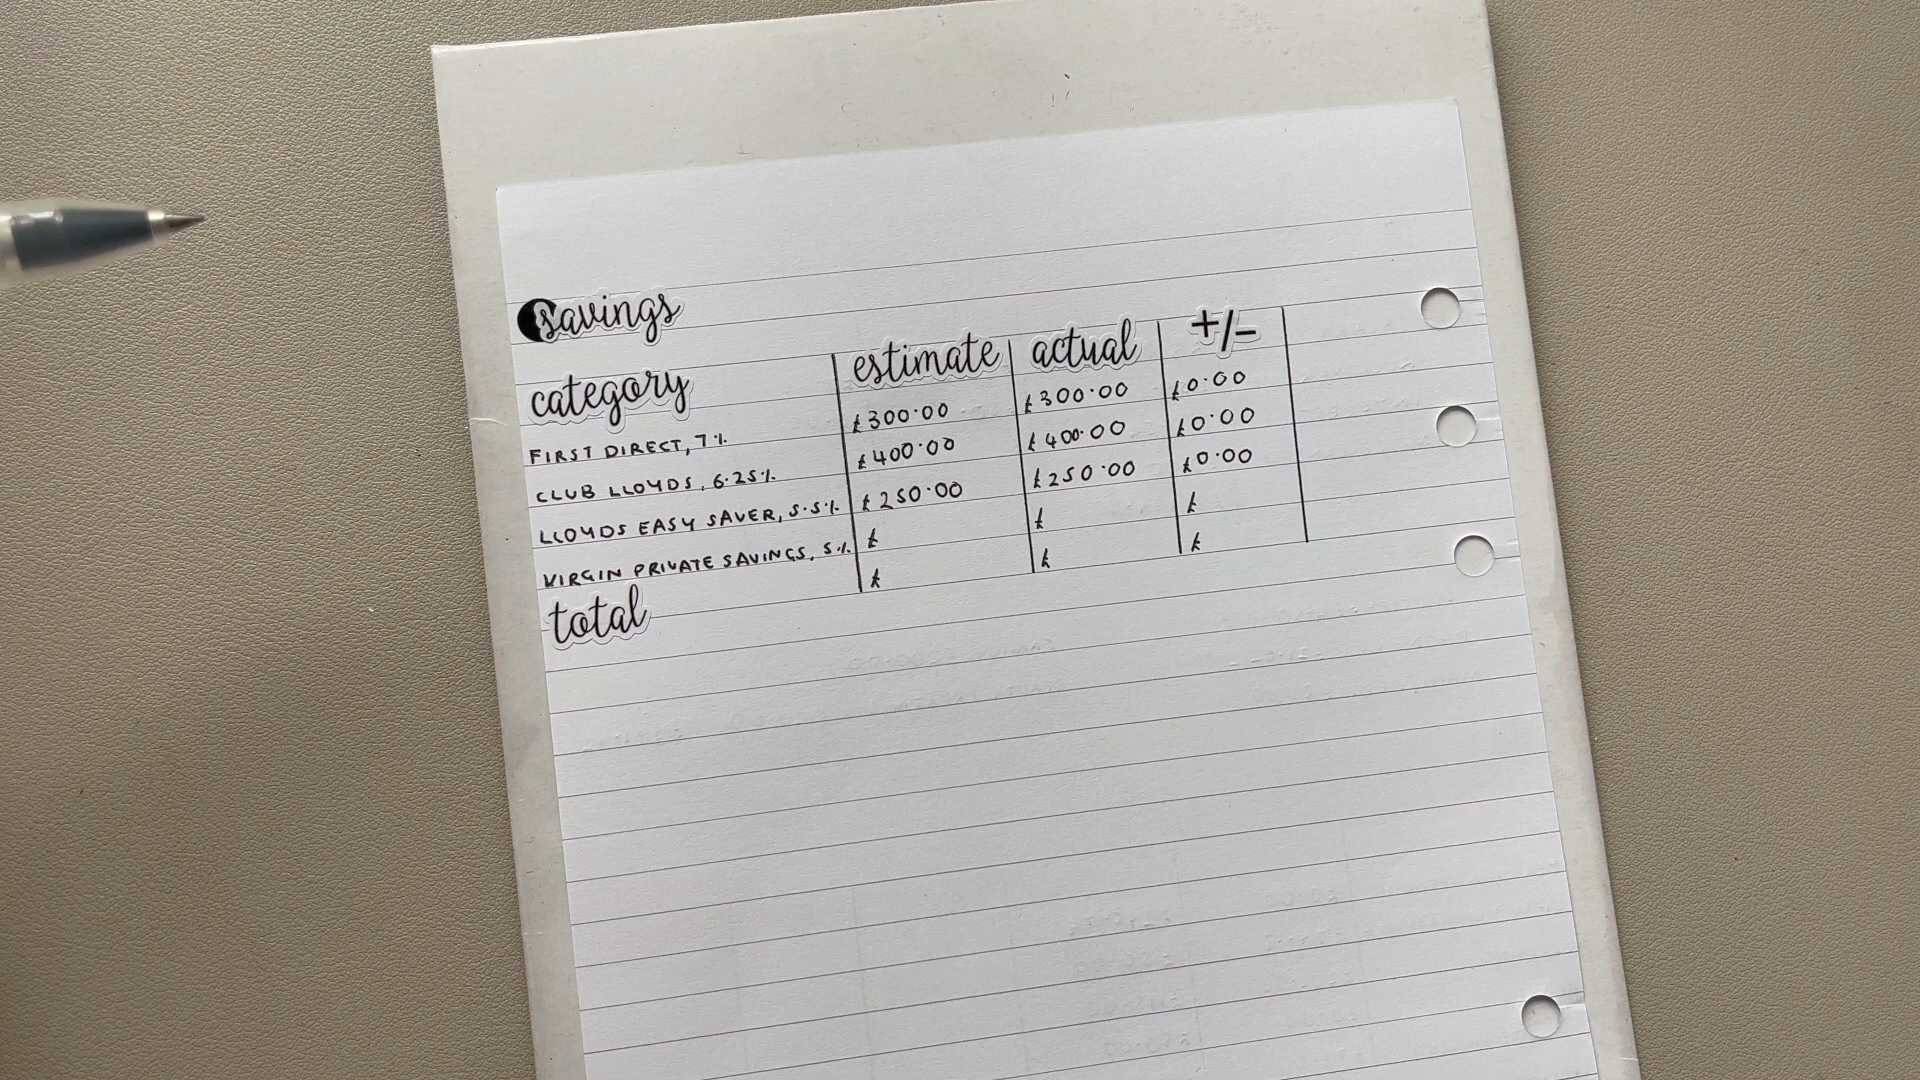 savings
category estimate actual +/-
FIRST DIRECT, 7% £300.00 £300.00 £0.00
CLUB LLOYDS, 6.25% £400.00 £400.00 £0.00
LLOYDS EASY SAVER, 5.5% £250.00 £250.00 £0.00
VIRGIN PRIVATE SAVINGS, 5% £ £ £
total £ £ £